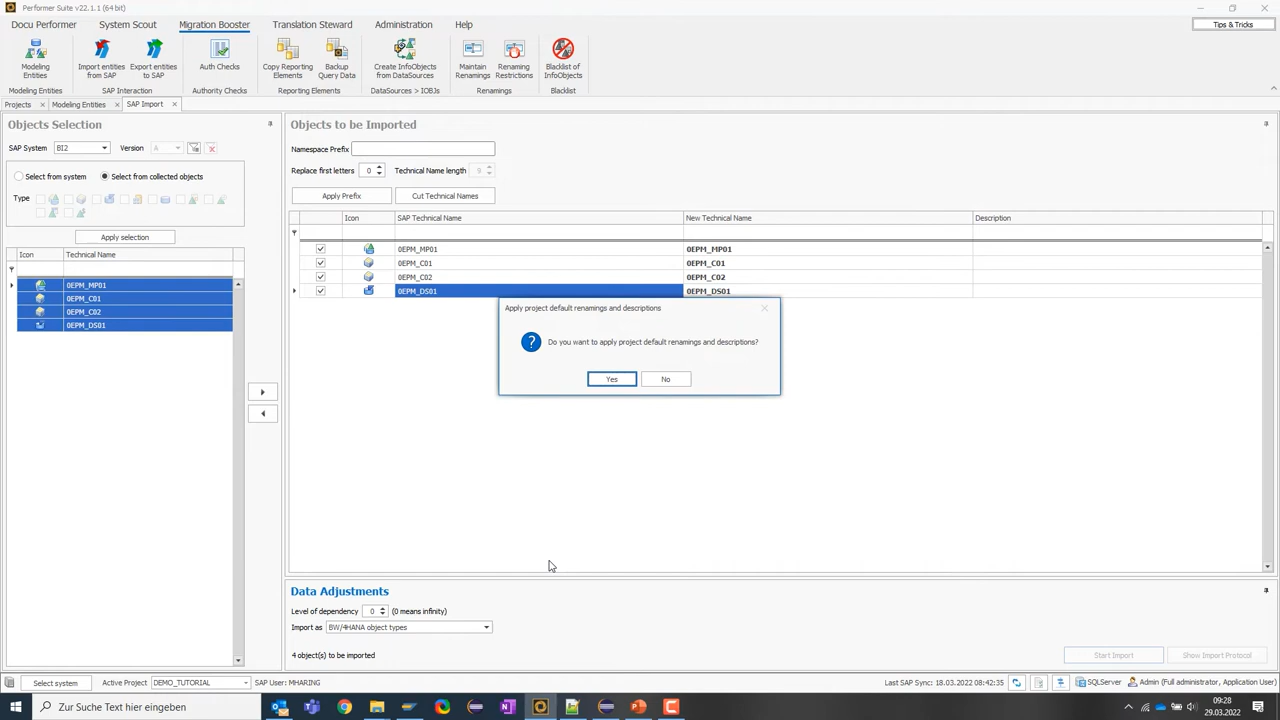 Performer Suite v22.1.1 (64 bit)
Docu Performer System Scout Migration Booster Translation Steward Administration Help Tips & Tricks
Modeling Entities Import entities from SAP Export entities to SAP Auth Checks Copy Reporting Elements Backup Query Data Create InfoObjects from DataSources Maintain Renamings Renaming Restrictions Blacklist of InfoObjects
Modeling Entities SAP Interaction Authority Checks Reporting Elements DataSources > IOBJs Renamings Blacklist
Projects Modeling Entities SAP Import
Objects Selection
SAP System BI2 Version A
Select from system Select from collected objects
Type
Apply selection
Icon Technical Name
0EPM_MP01
0EPM_C01
0EPM_C02
0EPM_DS01
Objects to be Imported
Namespace Prefix
Replace first letters 0 Technical Name length 9
Apply Prefix Cut Technical Names
Icon SAP Technical Name New Technical Name Description
0EPM_MP01 0EPM_MP01
0EPM_C01 0EPM_C01
0EPM_C02 0EPM_C02
0EPM_DS01 0EPM_DS01
Apply project default renamings and descriptions
Do you want to apply project default renamings and descriptions?
Yes No
Data Adjustments
Level of dependency 0 (0 means infinity)
Import as BW/4HANA object types
4 object(s) to be imported Start Import Show Import Protocol
Select system Active Project DEMO_TUTORIAL SAP User: MHARING Last SAP Sync: 18.03.2022 08:42:35 SQLServer Admin (Full administrator, Application User)
Zur Suche Text hier eingeben
09:28
29.03.2022